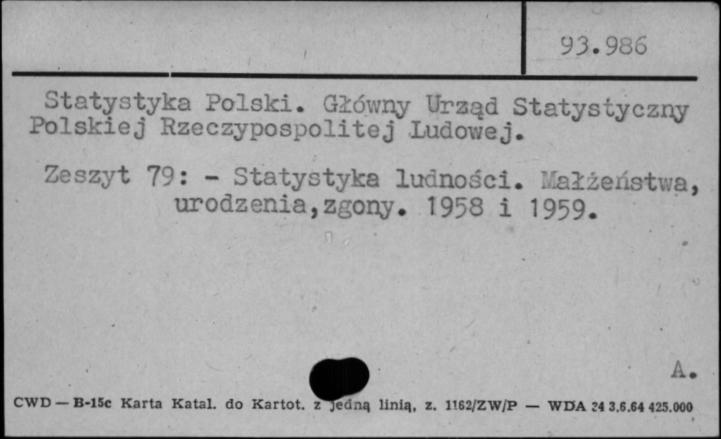 93.986
Statystyka Polski. Główny Urząd Statystyczny
Polskiej Rzeczypospolitej Ludowej.
Zeszyt 79: - Statystyka ludności. Małżeństwa,
urodzenia,zgony. 1958 i 1959.
A.
CWD — B-15c Karta Katal. do Kartot. z jedną linią, z. 1162/ZW/P — WDA 24 3.6.64 425.000